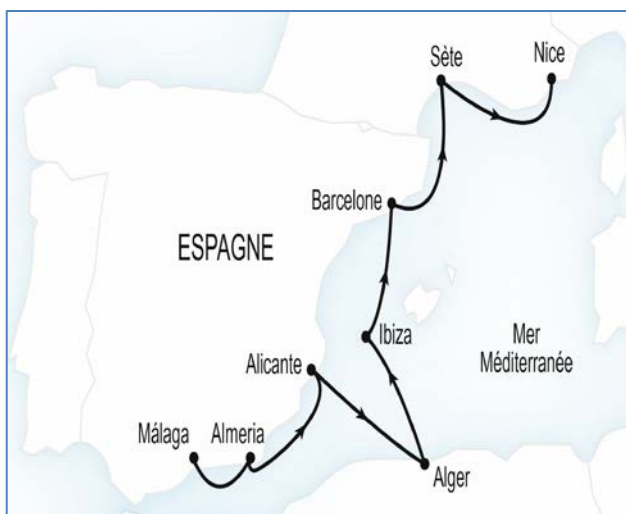 Sète
Nice
Barcelone
ESPAGNE
Ibiza
Mer
Méditerranée
Alicante
Málaga
Almeria
Alger